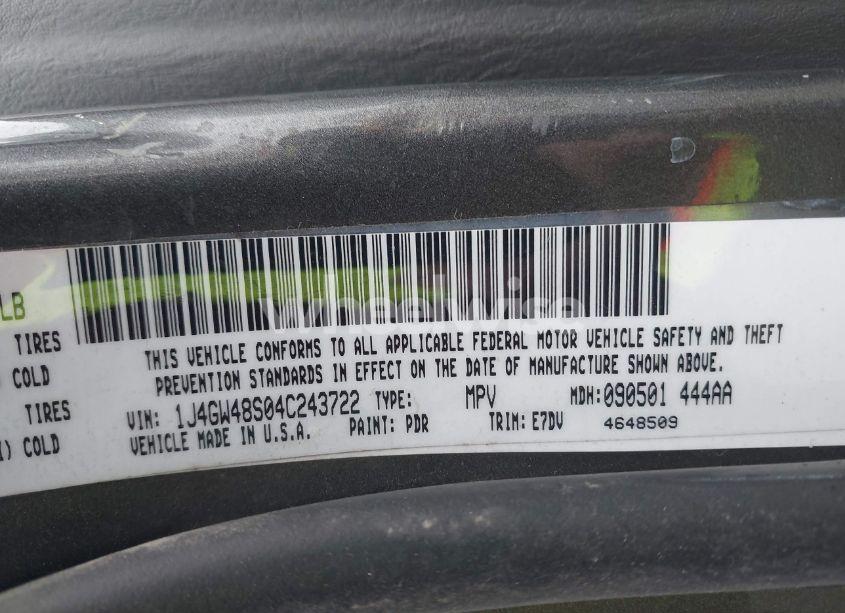 LB
TIRES
COLD
TIRES
) COLD
wheelwise
THIS VEHICLE CONFORMS TO ALL APPLICABLE FEDERAL MOTOR VEHICLE SAFETY AND THEFT
PREVENTION STANDARDS IN EFFECT ON THE DATE OF MANUFACTURE SHOWN ABOVE.
VIN: 1J4GW48S04C243722 TYPE: MPV MDH:090501 444AA
VEHICLE MADE IN U.S.A. PAINT: PDR TRIM: E7DV 4648509